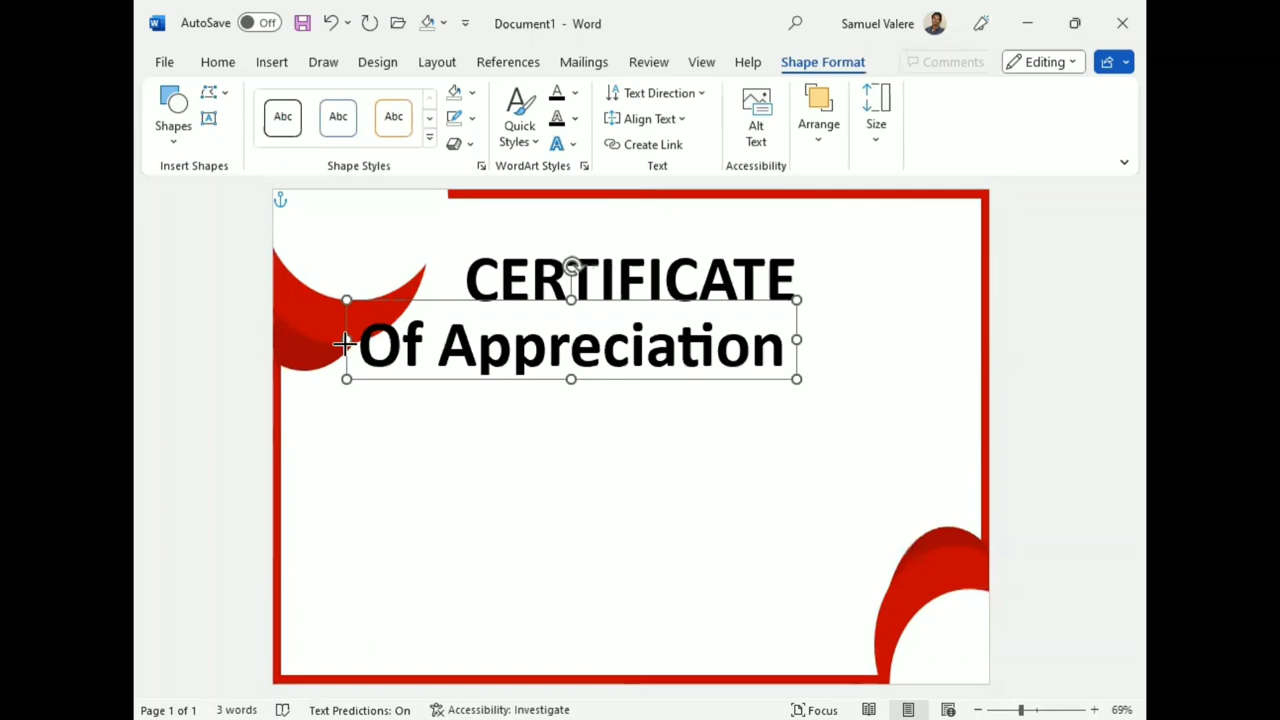 AutoSave Off Document1 - Word Samuel Valere
File Home Insert Draw Design Layout References Mailings Review View Help Shape Format Comments Editing
Shapes
Abc Abc Abc
Quick Styles
Text Direction
Align Text
Create Link
Alt Text
Arrange
Size
Insert Shapes Shape Styles WordArt Styles Text Accessibility
CERTIFICATE
Of Appreciation
Page 1 of 1 3 words Text Predictions: On Accessibility: Investigate Focus 69%